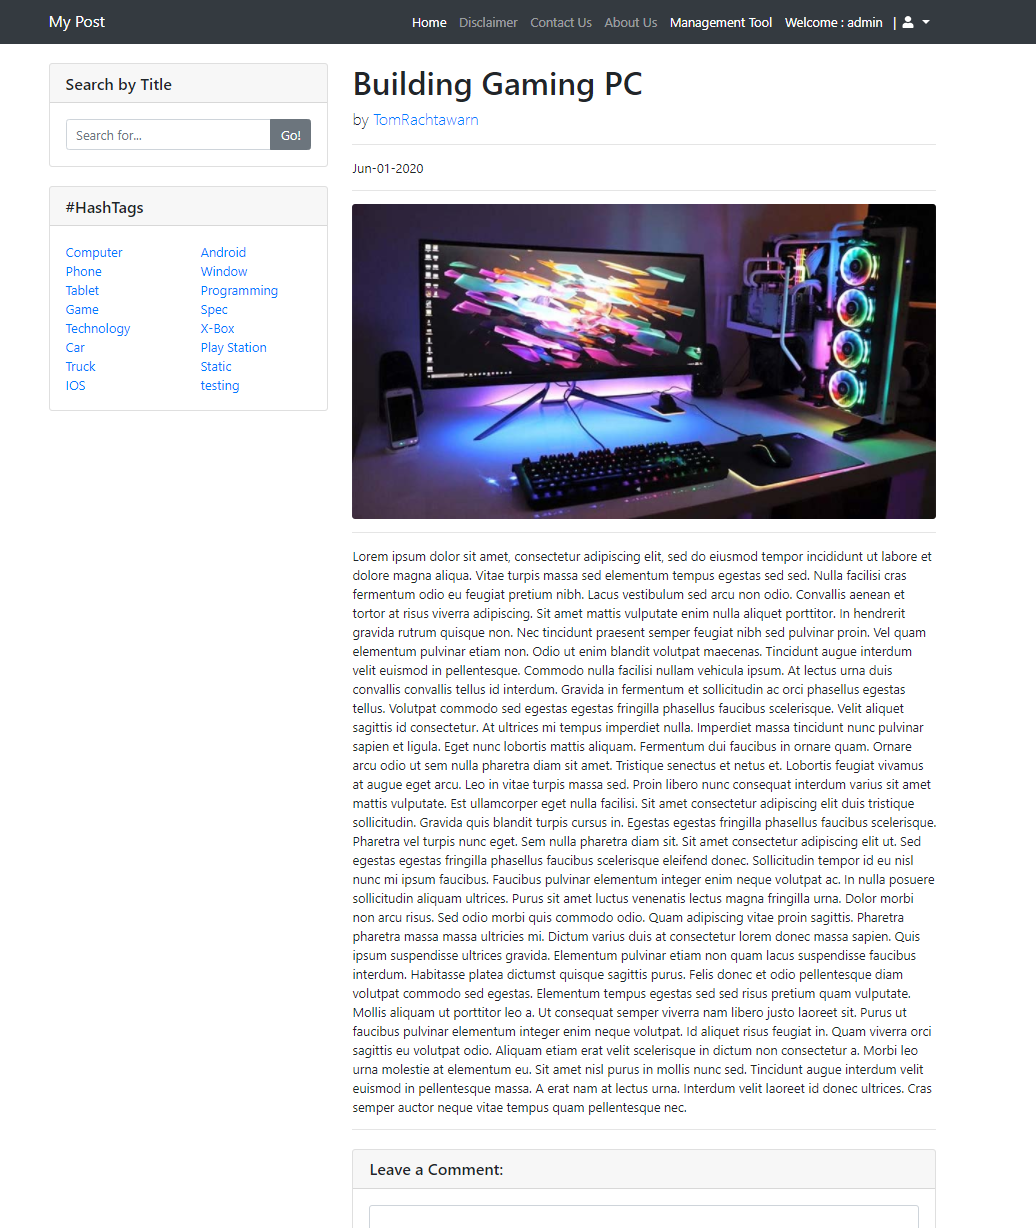 My Post
Home Disclaimer Contact Us About Us Management Tool Welcome : admin |
Search by Title
Search for...
Go!
#HashTags
Computer
Phone
Tablet
Game
Technology
Car
Truck
IOS
Android
Window
Programming
Spec
X-Box
Play Station
Static
testing
Building Gaming PC
by TomRachtawarn
Jun-01-2020
Lorem ipsum dolor sit amet, consectetur adipiscing elit, sed do eiusmod tempor incididunt ut labore et
dolore magna aliqua. Vitae turpis massa sed elementum tempus egestas sed sed. Nulla facilisi cras
fermentum odio eu feugiat pretium nibh. Lacus vestibulum sed arcu non odio. Convallis aenean et
tortor at risus viverra adipiscing. Sit amet mattis vulputate enim nulla aliquet porttitor. In hendrerit
gravida rutrum quisque non. Nec tincidunt praesent semper feugiat nibh sed pulvinar proin. Vel quam
elementum pulvinar etiam non. Odio ut enim blandit volutpat maecenas. Tincidunt augue interdum
velit euismod in pellentesque. Commodo nulla facilisi nullam vehicula ipsum. At lectus urna duis
convallis convallis tellus id interdum. Gravida in fermentum et sollicitudin ac orci phasellus egestas
tellus. Volutpat commodo sed egestas egestas fringilla phasellus faucibus scelerisque. Velit aliquet
sagittis id consectetur. At ultrices mi tempus imperdiet nulla. Imperdiet massa tincidunt nunc pulvinar
sapien et ligula. Eget nunc lobortis mattis aliquam. Fermentum dui faucibus in ornare quam. Ornare
arcu odio ut sem nulla pharetra diam sit amet. Tristique senectus et netus et. Lobortis feugiat vivamus
at augue eget arcu. Leo in vitae turpis massa sed. Proin libero nunc consequat interdum varius sit amet
mattis vulputate. Est ullamcorper eget nulla facilisi. Sit amet consectetur adipiscing elit duis tristique
sollicitudin. Gravida quis blandit turpis cursus in. Egestas egestas fringilla phasellus faucibus scelerisque.
Pharetra vel turpis nunc eget. Sem nulla pharetra diam sit. Sit amet consectetur adipiscing elit ut. Sed
egestas egestas fringilla phasellus faucibus scelerisque eleifend donec. Sollicitudin tempor id eu nisl
nunc mi ipsum faucibus. Faucibus pulvinar elementum integer enim neque volutpat ac. In nulla posuere
sollicitudin aliquam ultrices. Purus sit amet luctus venenatis lectus magna fringilla urna. Dolor morbi
non arcu risus. Sed odio morbi quis commodo odio. Quam adipiscing vitae proin sagittis. Pharetra
pharetra massa massa ultricies mi. Dictum varius duis at consectetur lorem donec massa sapien. Quis
ipsum suspendisse ultrices gravida. Elementum pulvinar etiam non quam lacus suspendisse faucibus
interdum. Habitasse platea dictumst quisque sagittis purus. Felis donec et odio pellentesque diam
volutpat commodo sed egestas. Elementum tempus egestas sed sed risus pretium quam vulputate.
Mollis aliquam ut porttitor leo a. Ut consequat semper viverra nam libero justo laoreet sit. Purus ut
faucibus pulvinar elementum integer enim neque volutpat. Id aliquet risus feugiat in. Quam viverra orci
sagittis eu volutpat odio. Aliquam etiam erat velit scelerisque in dictum non consectetur a. Morbi leo
urna molestie at elementum eu. Sit amet nisl purus in mollis nunc sed. Tincidunt augue interdum velit
euismod in pellentesque massa. A erat nam at lectus urna. Interdum velit laoreet id donec ultrices. Cras
semper auctor neque vitae tempus quam pellentesque nec.
Leave a Comment: